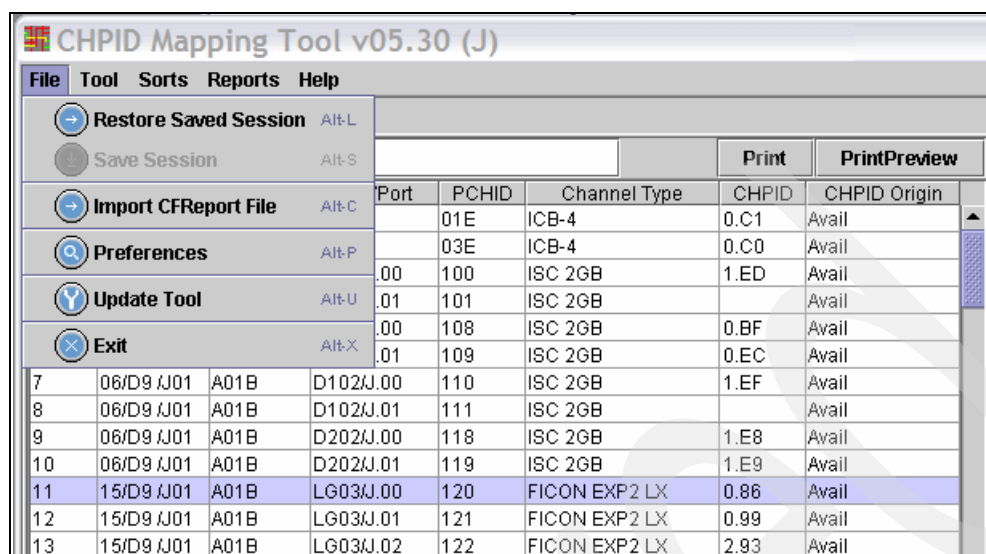 CHPID Mapping Tool v05.30 (J)
File Tool Sorts Reports Help
Restore Saved Session Alt-L
Save Session Alt-S
Print PrintPreview
Import CFReport File Alt-C
Port PCHID Channel Type CHPID CHPID Origin
01E ICB-4 0.C1 Avail
Preferences Alt-P
03E ICB-4 0.C0 Avail
.00 100 ISC 2GB 1.ED Avail
Update Tool Alt-U
.01 101 ISC 2GB Avail
.00 108 ISC 2GB 0.BF Avail
Exit Alt-X
.01 109 ISC 2GB 0.EC Avail
7 06/D9/J01 A01B D102/J.00 110 ISC 2GB 1.EF Avail
8 06/D9/J01 A01B D102/J.01 111 ISC 2GB Avail
9 06/D9/J01 A01B D202/J.00 118 ISC 2GB 1.E8 Avail
10 06/D9/J01 A01B D202/J.01 119 ISC 2GB 1.E9 Avail
11 15/D9/J01 A01B LG03/J.00 120 FICON EXP2 LX 0.86 Avail
12 15/D9/J01 A01B LG03/J.01 121 FICON EXP2 LX 0.99 Avail
13 15/D9/J01 A01B LG03/J.02 122 FICON EXP2 LX 2.93 Avail